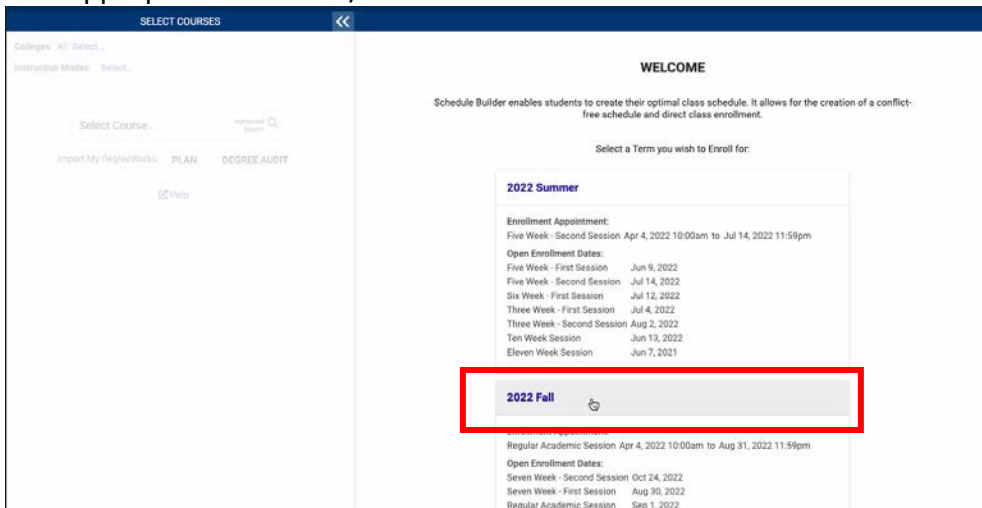 SELECT COURSES
Colleges: All Select...
Instruction Modes: Select...
Select Course...
Advanced Search
Import My DegreeWorks: PLAN DEGREE AUDIT
Help
WELCOME
Schedule Builder enables students to create their optimal class schedule. It allows for the creation of a conflict-
free schedule and direct class enrollment.
Select a Term you wish to Enroll for:
2022 Summer
Enrollment Appointment:
Five Week - Second Session Apr 4, 2022 10:00am to Jul 14, 2022 11:59pm
Open Enrollment Dates:
Five Week - First Session Jun 9, 2022
Five Week - Second Session Jul 14, 2022
Six Week - First Session Jul 12, 2022
Three Week - First Session Jul 4, 2022
Three Week - Second Session Aug 2, 2022
Ten Week Session Jun 13, 2022
Eleven Week Session Jun 7, 2021
2022 Fall
Enrollment Appointment:
Regular Academic Session Apr 4, 2022 10:00am to Aug 31, 2022 11:59pm
Open Enrollment Dates:
Seven Week - Second Session Oct 24, 2022
Seven Week - First Session Aug 30, 2022
Regular Academic Session Sep 1, 2022